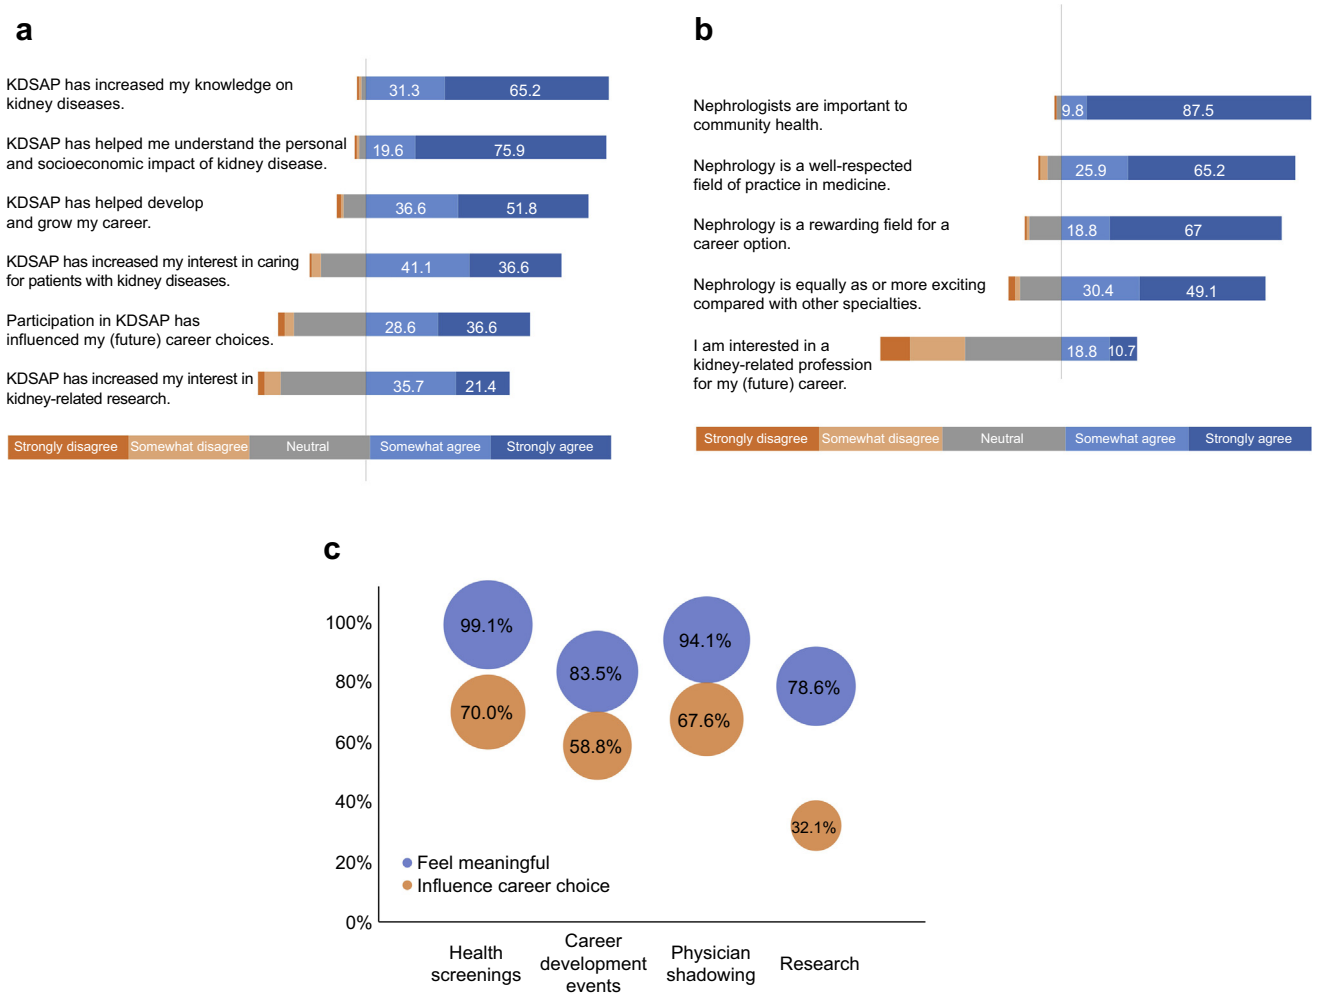 a
KDSAP has increased my knowledge on
kidney diseases.
31.3 65.2
KDSAP has helped me understand the personal
and socioeconomic impact of kidney disease.
19.6 75.9
KDSAP has helped develop
and grow my career.
36.6 51.8
KDSAP has increased my interest in caring
for patients with kidney diseases.
41.1 36.6
Participation in KDSAP has
influenced my (future) career choices.
28.6 36.6
KDSAP has increased my interest in
kidney-related research.
35.7 21.4
Strongly disagree Somewhat disagree Neutral Somewhat agree Strongly agree
b
Nephrologists are important to
community health.
9.8 87.5
Nephrology is a well-respected
field of practice in medicine.
25.9 65.2
Nephrology is a rewarding field for a
career option.
18.8 67
Nephrology is equally as or more exciting
compared with other specialties.
30.4 49.1
I am interested in a
kidney-related profession
for my (future) career.
18.8 10.7
Strongly disagree Somewhat disagree Neutral Somewhat agree Strongly agree
c
100%
80%
60%
40%
20%
0%
99.1%
70.0%
83.5%
58.8%
94.1%
67.6%
78.6%
32.1%
Feel meaningful
Influence career choice
Health
screenings
Career
development
events
Physician
shadowing
Research